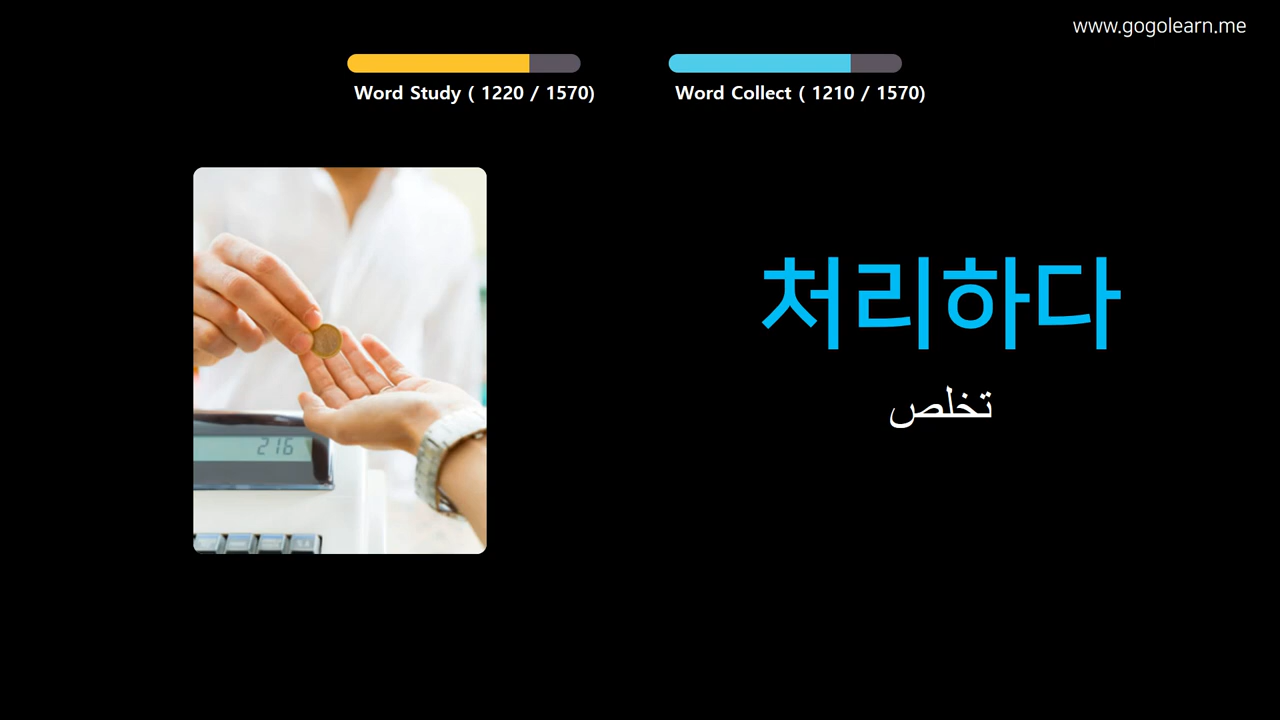 www.gogolearn.me
Word Study ( 1220 / 1570)
Word Collect ( 1210 / 1570)
처리하다
تخلص
216